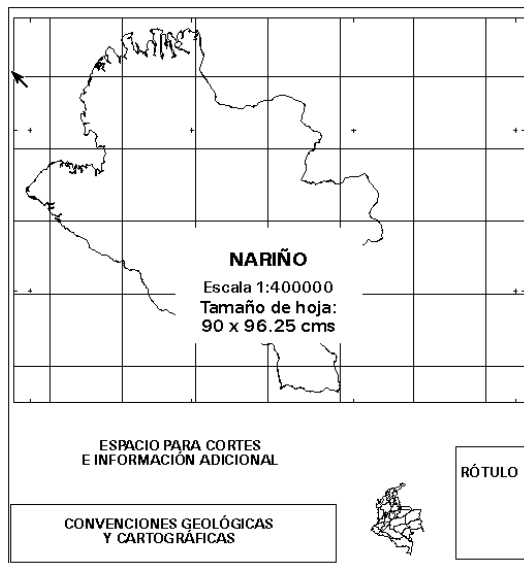 NARIÑO
Escala 1:400000
Tamaño de hoja:
90 x 96.25 cms
ESPACIO PARA CORTES
E INFORMACIÓN ADICIONAL
RÓTULO
CONVENCIONES GEOLÓGICAS
Y CARTOGRÁFICAS